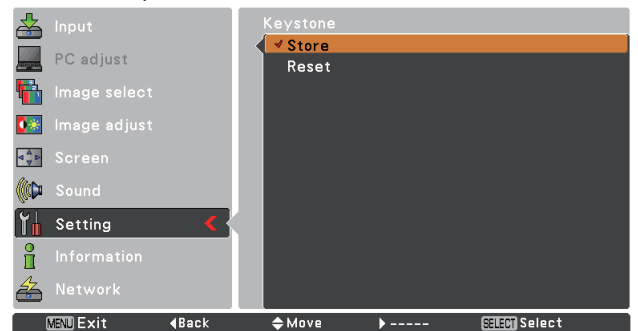 Input
PC adjust
Image select
Image adjust
Screen
Sound
Setting
Information
Network
Keystone
Store
Reset
MENU Exit ◀Back ◆Move ▶----- SELECT Select